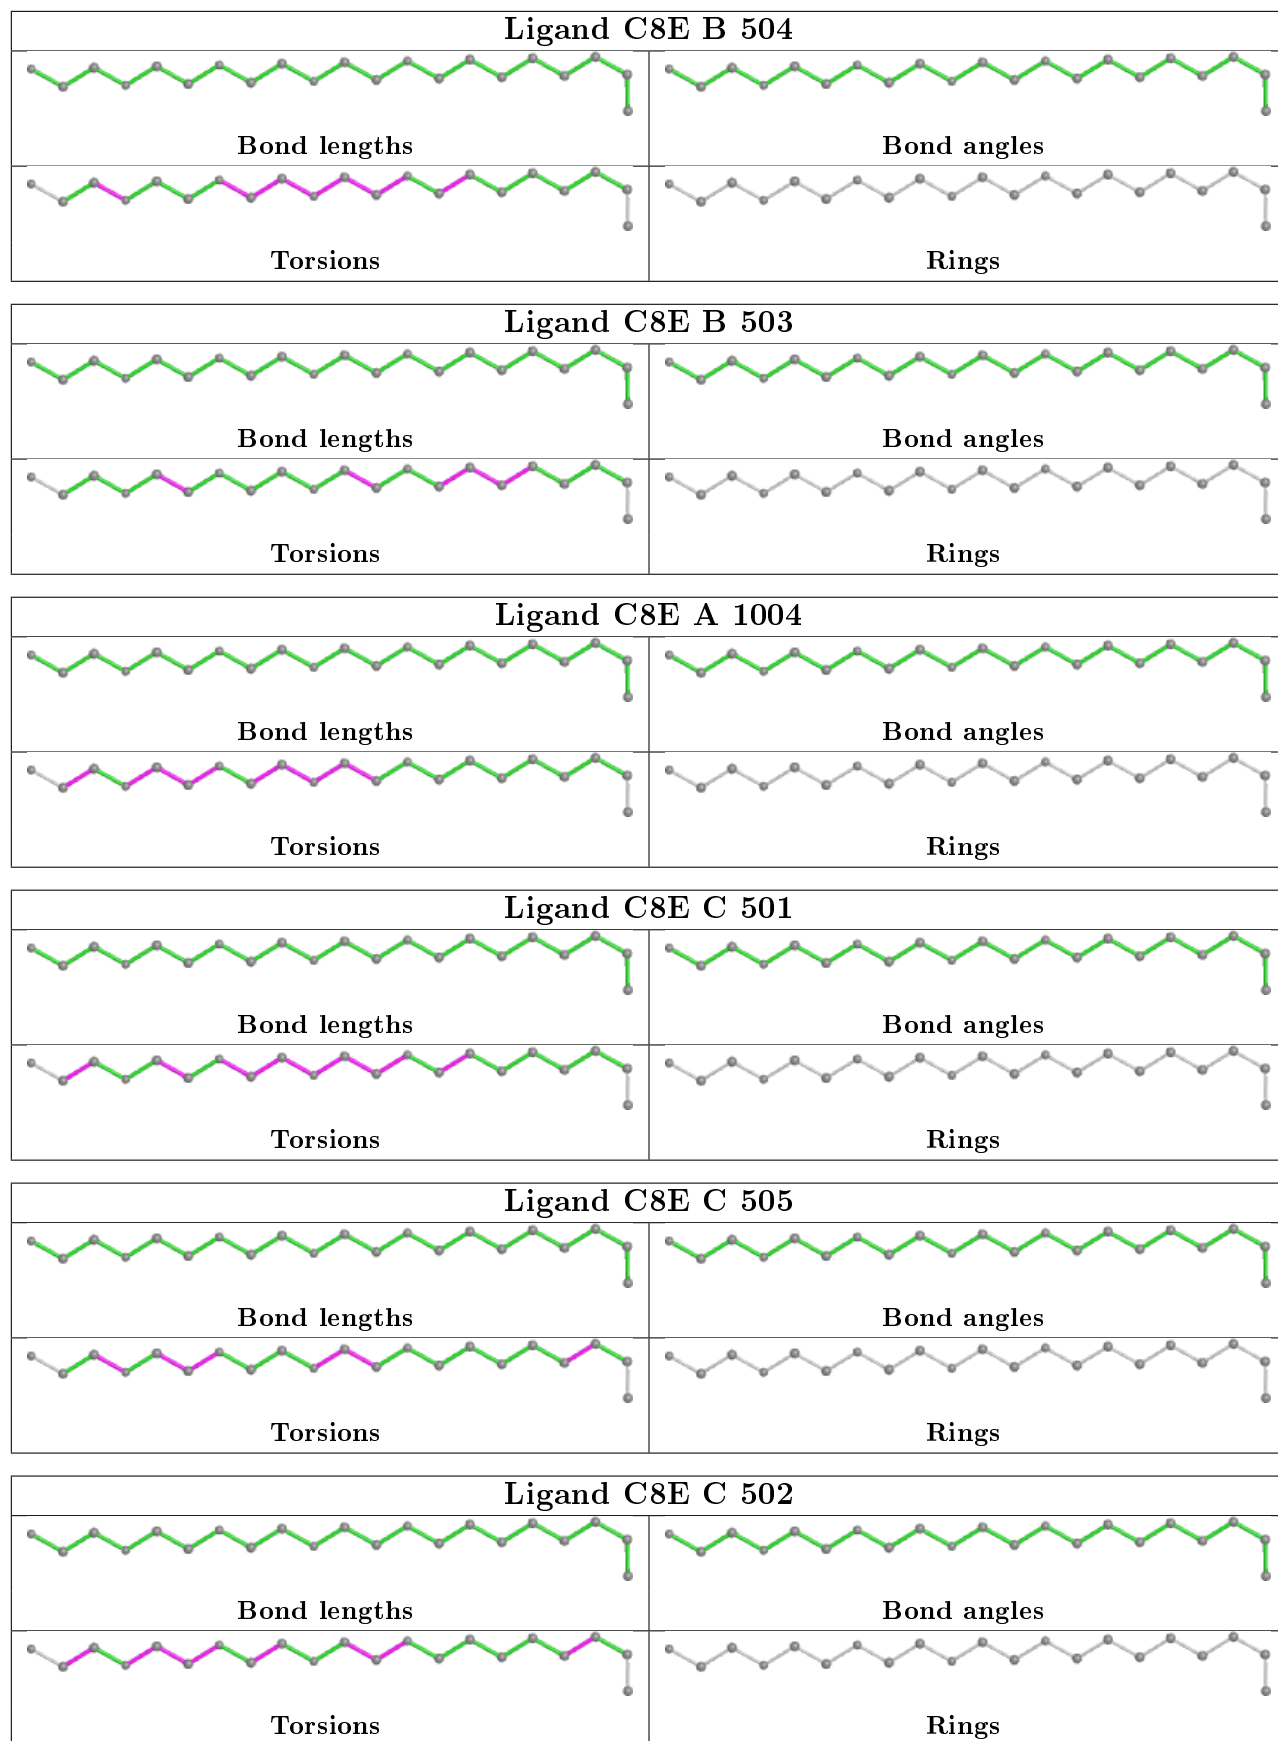 Ligand C8E B 504
Bond lengths
Bond angles
Torsions
Rings
Ligand C8E B 503
Bond lengths
Bond angles
Torsions
Rings
Ligand C8E A 1004
Bond lengths
Bond angles
Torsions
Rings
Ligand C8E C 501
Bond lengths
Bond angles
Torsions
Rings
Ligand C8E C 505
Bond lengths
Bond angles
Torsions
Rings
Ligand C8E C 502
Bond lengths
Bond angles
Torsions
Rings